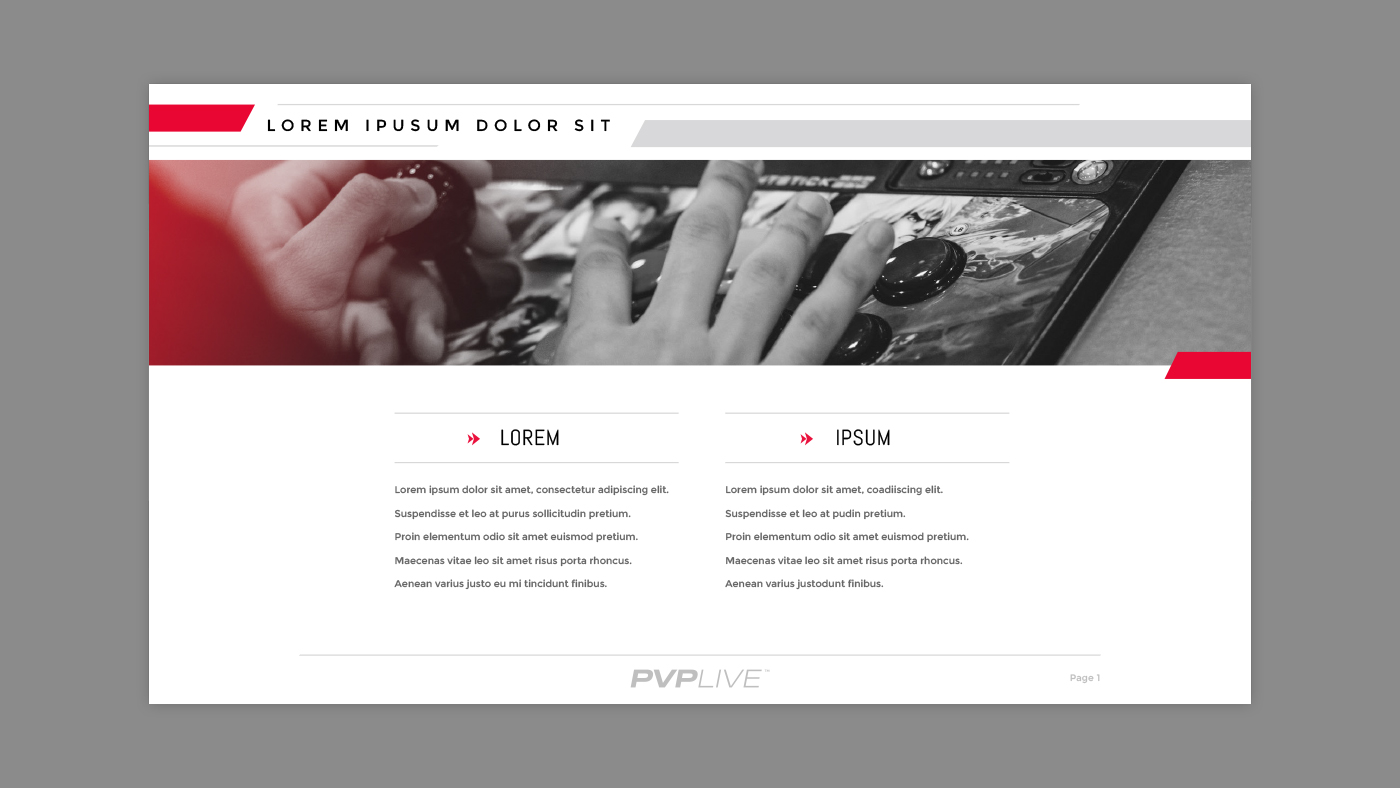 LOREM IPUSUM DOLOR SIT
LB
LOREM
Lorem ipsum dolor sit amet, consectetur adipiscing elit.
Suspendisse et leo at purus sollicitudin pretium.
Proin elementum odio sit amet euismod pretium.
Maecenas vitae leo sit amet risus porta rhoncus.
Aenean varius justo eu mi tincidunt finibus.
IPSUM
Lorem ipsum dolor sit amet, coadiiscing elit.
Suspendisse et leo at pudin pretium.
Proin elementum odio sit amet euismod pretium.
Maecenas vitae leo sit amet risus porta rhoncus.
Aenean varius justodunt finibus.
PVPLIVE™
Page 1